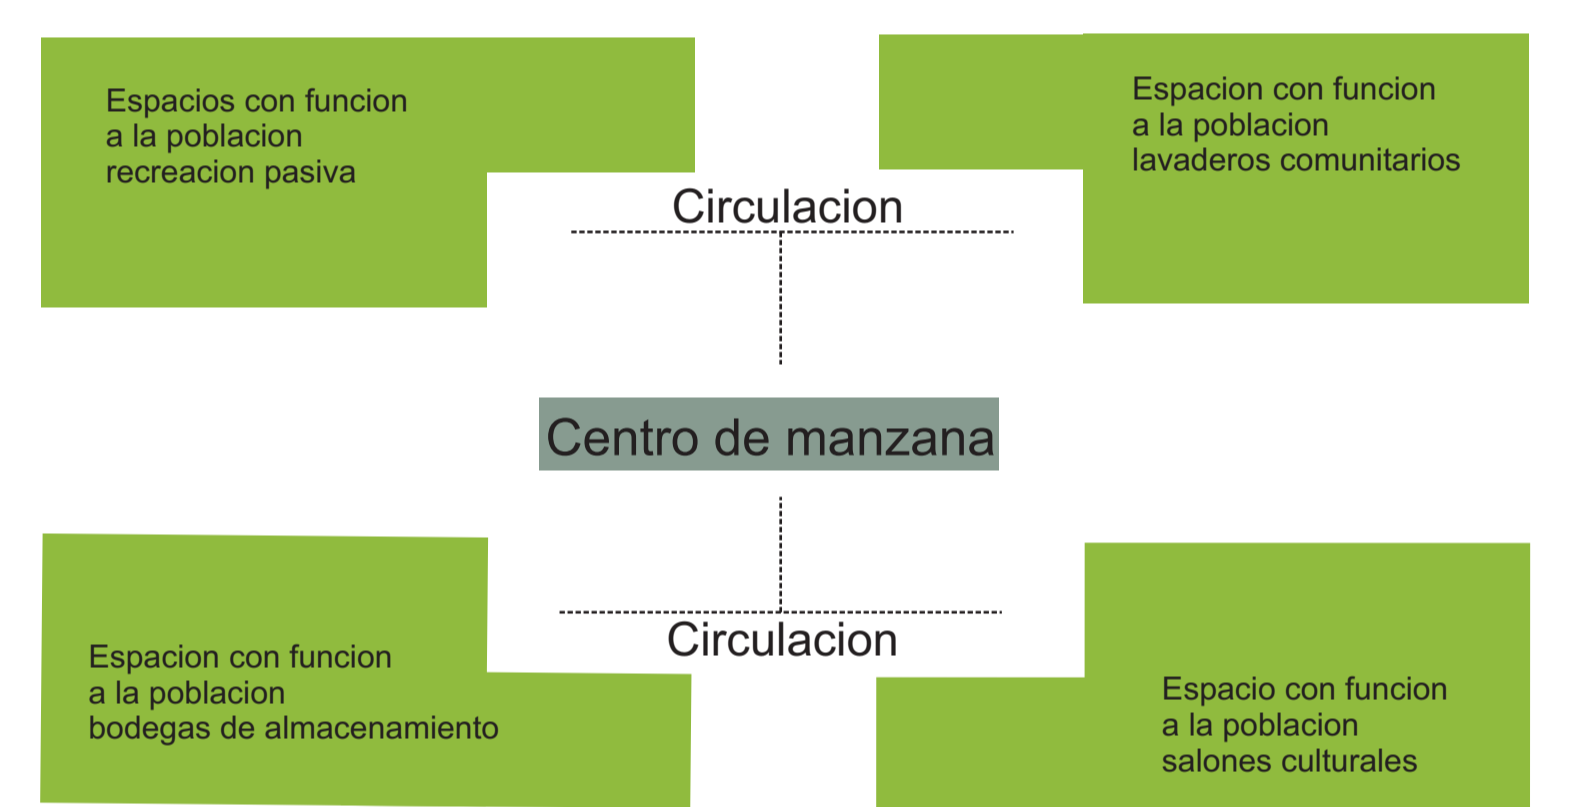 Espacios con funcion
a la poblacion
recreacion pasiva
Espacion con funcion
a la poblacion
lavaderos comunitarios
Circulacion
Centro de manzana
Circulacion
Espacion con funcion
a la poblacion
bodegas de almacenamiento
Espacio con funcion
a la poblacion
salones culturales